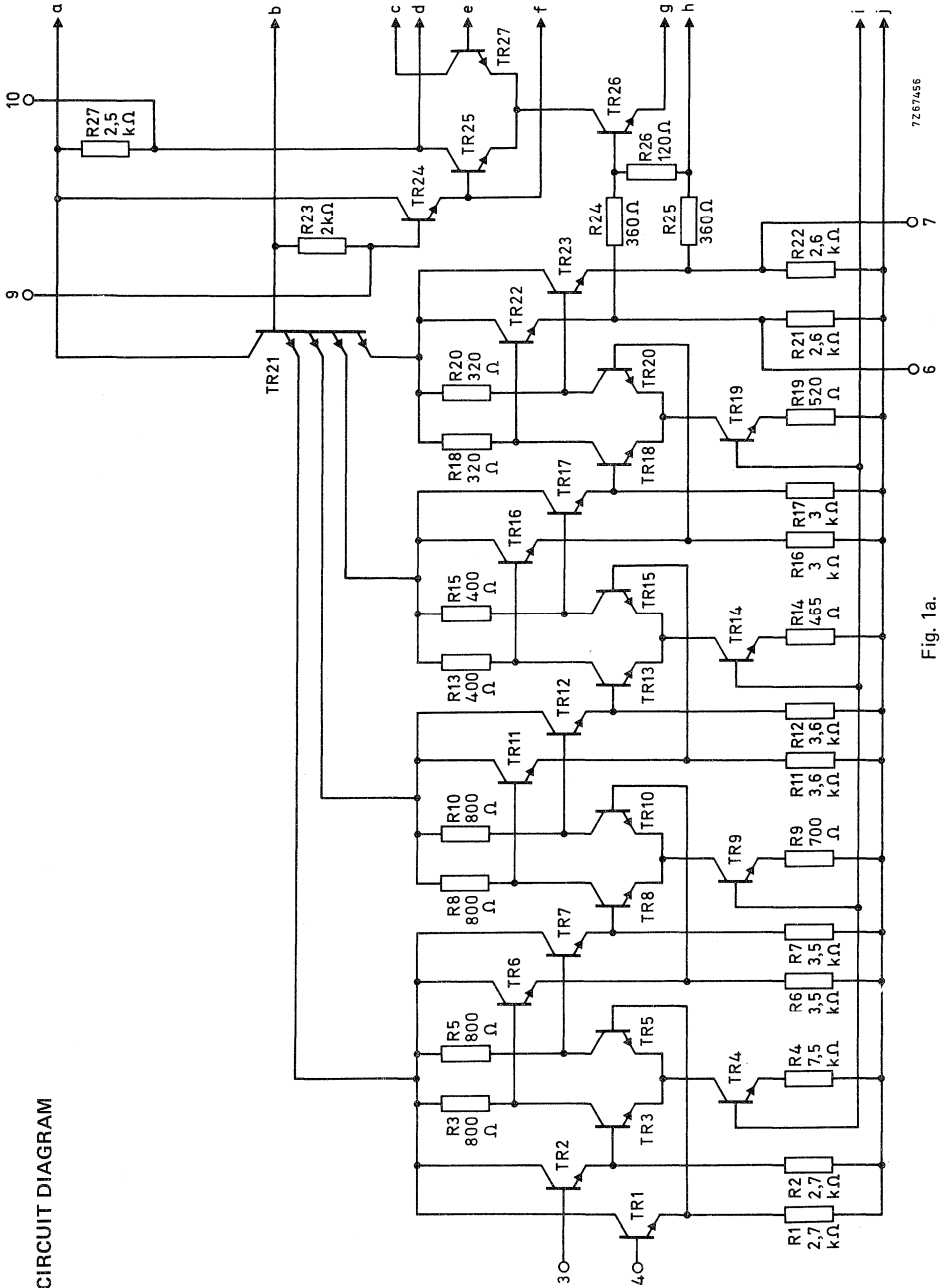 CIRCUIT DIAGRAM
a
b
c
d
e
f
g
h
i
j
10
9
7
6
3
4
R27
2,5
kΩ
TR27
TR25
TR24
TR26
R23
2kΩ
R26
120Ω
R24
360Ω
R25
360Ω
TR21
TR23
TR22
R20
320
Ω
R18
320
Ω
TR20
TR18
TR19
R22
2,6
kΩ
R21
2,6
kΩ
R19
520
Ω
TR17
TR16
R15
400
Ω
R13
400
Ω
TR15
TR13
TR14
R17
3
kΩ
R16
3
kΩ
R14
465
Ω
TR12
TR11
R10
800
Ω
R8
800
Ω
TR10
TR8
TR9
R12
3,6
kΩ
R11
3,6
kΩ
R9
700
Ω
TR7
TR6
R5
800
Ω
R3
800
Ω
TR5
TR3
TR4
R7
3,5
kΩ
R6
3,5
kΩ
R4
7,5
kΩ
TR2
TR1
R2
2,7
kΩ
R1
2,7
kΩ
7Z67456
Fig. 1a.